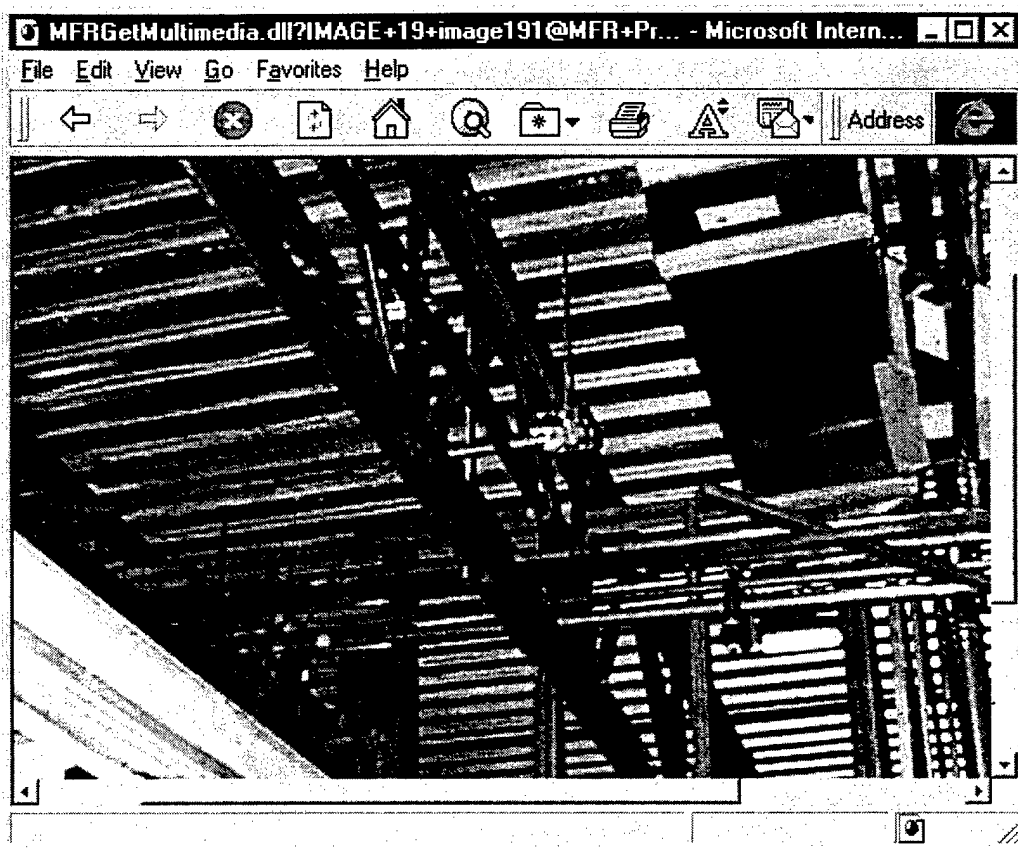 MFRGetMultimedia.dll?IMAGE+19+image191@MFR+Pr... - Microsoft Intern...
File Edit View Go Favorites Help
Address